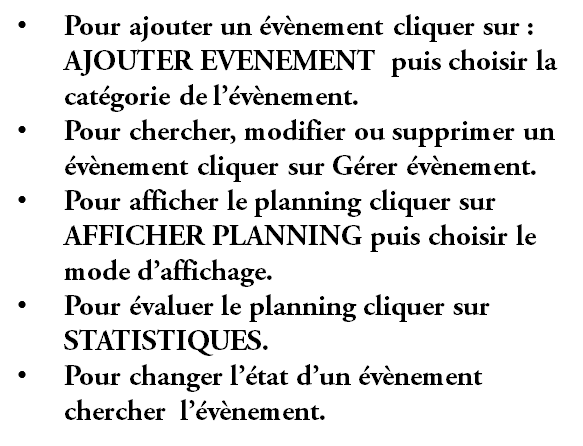 • Pour ajouter un évènement cliquer sur :
AJOUTER EVENEMENT puis choisir la
catégorie de l'évènement.
• Pour chercher, modifier ou supprimer un
évènement cliquer sur Gérer évènement.
• Pour afficher le planning cliquer sur
AFFICHER PLANNING puis choisir le
mode d'affichage.
• Pour évaluer le planning cliquer sur
STATISTIQUES.
• Pour changer l'état d'un évènement
chercher l'évènement.